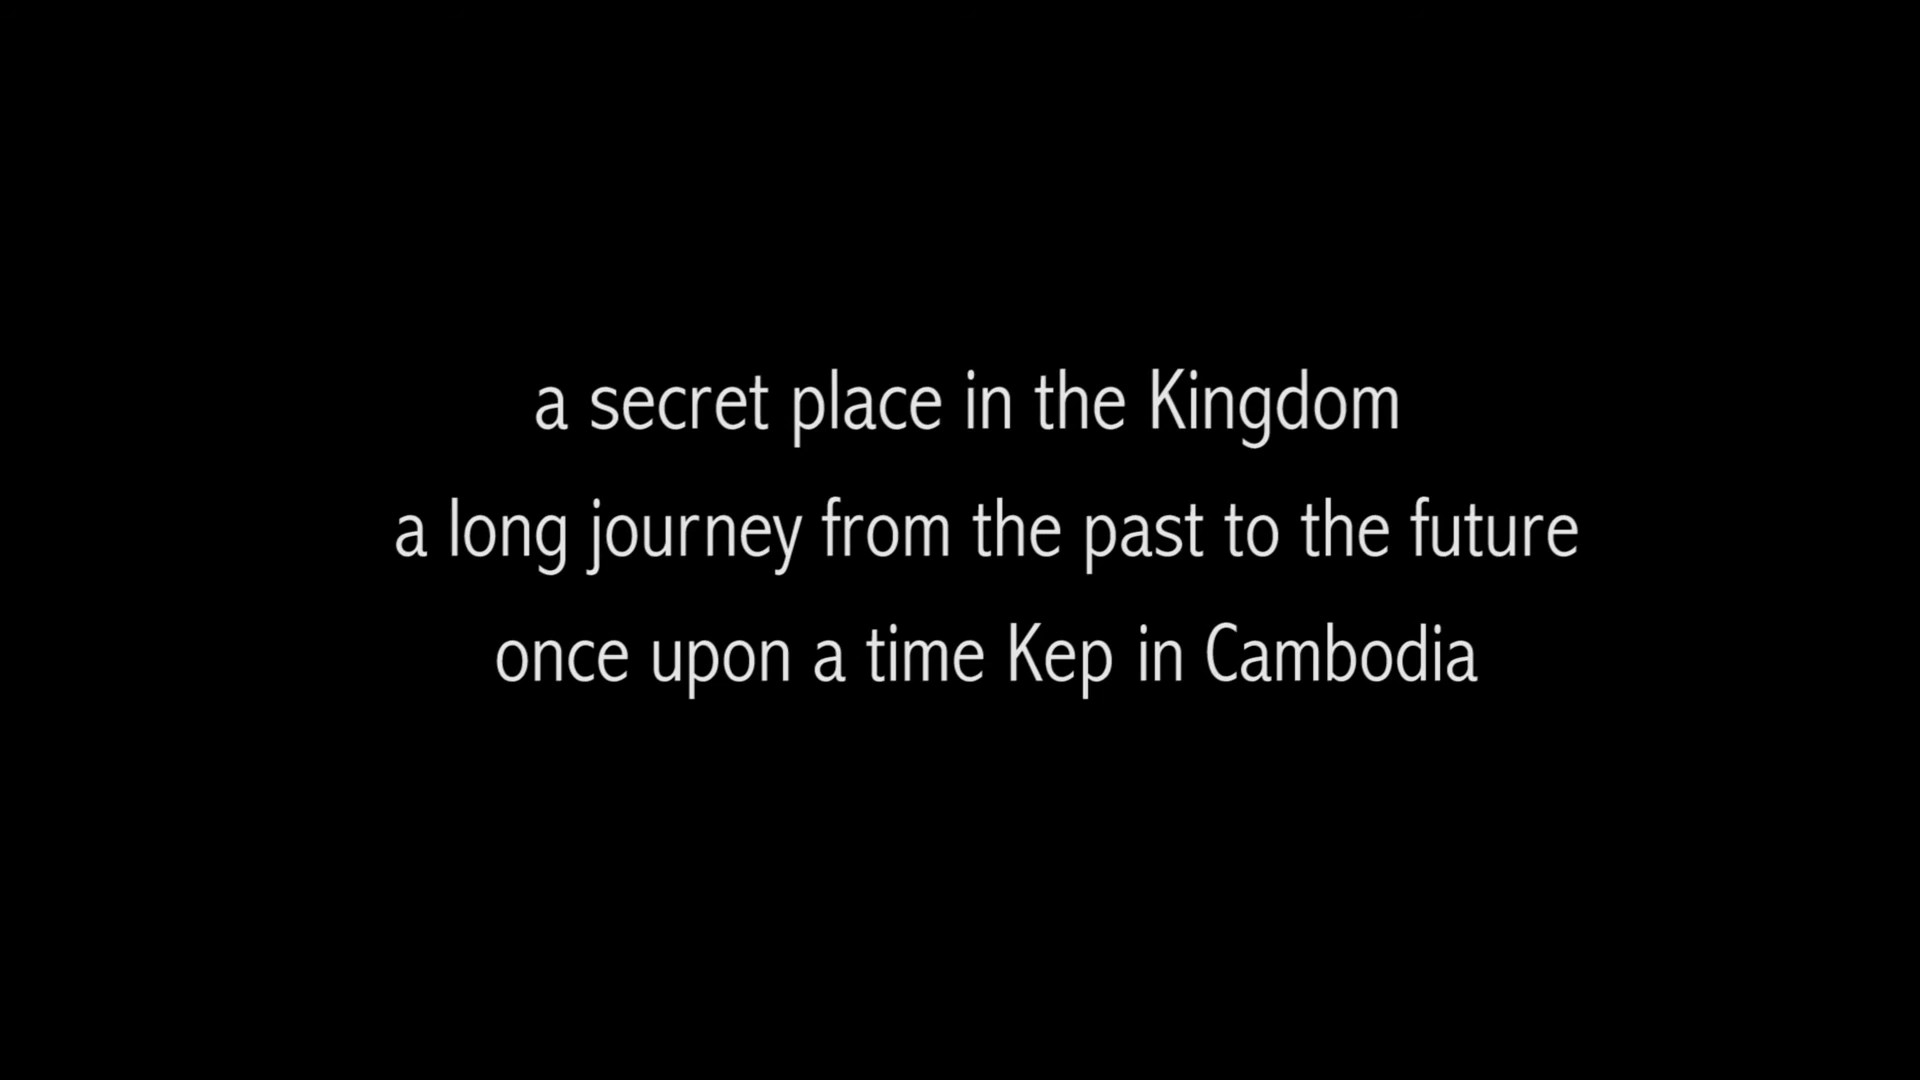 a secret place in the Kingdom
a long journey from the past to the future
once upon a time Kep in Cambodia